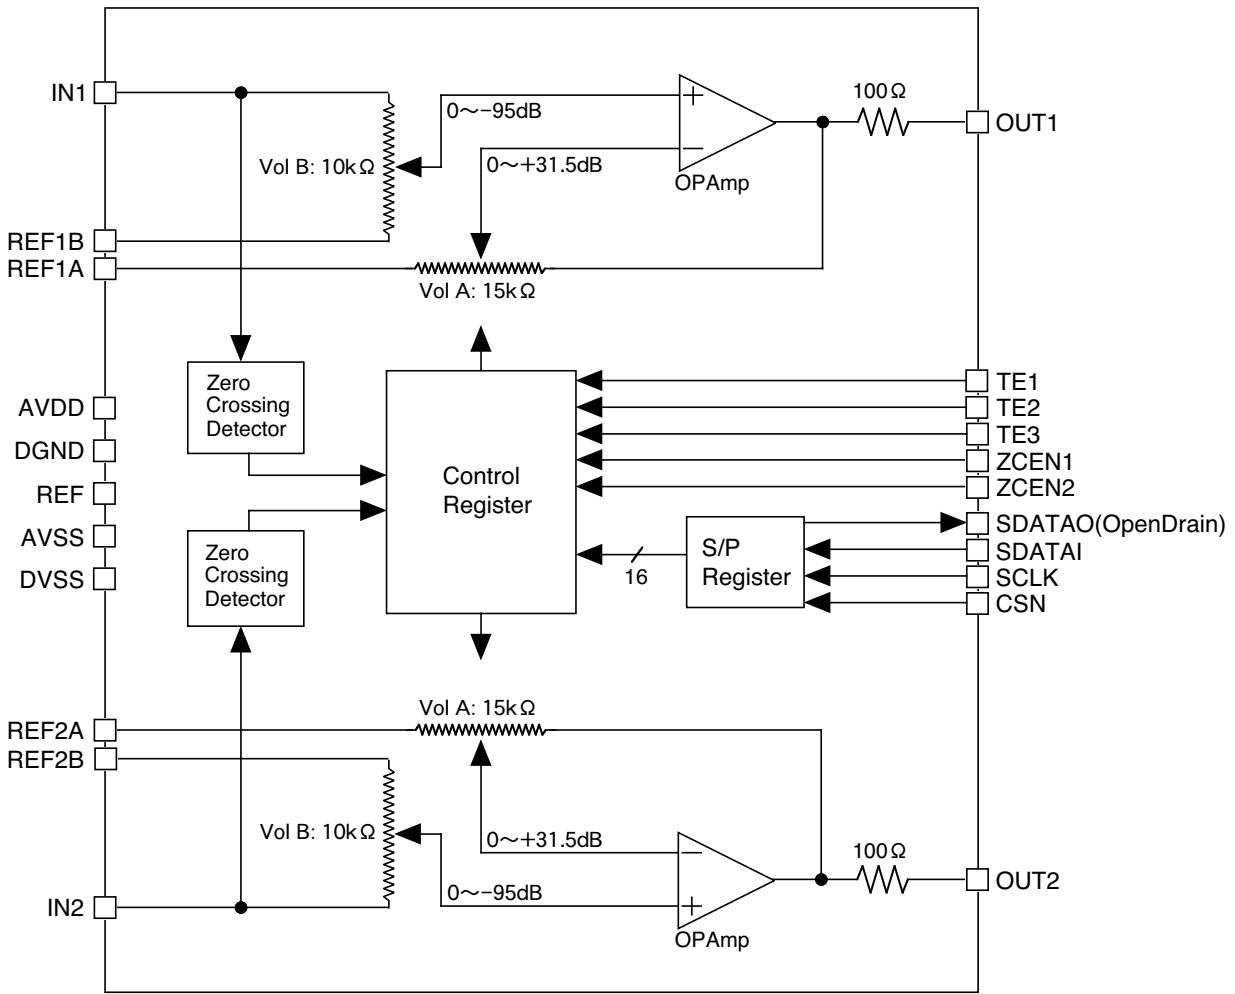 IN1
0～−95dB
100Ω
OUT1
Vol B: 10kΩ
0～+31.5dB
OPAmp
REF1B
REF1A
Vol A: 15kΩ
Zero
Crossing
Detector
AVDD
DGND
REF
AVSS
DVSS
Zero
Crossing
Detector
Control
Register
16
S/P
Register
TE1
TE2
TE3
ZCEN1
ZCEN2
SDATAO(OpenDrain)
SDATAI
SCLK
CSN
Vol A: 15kΩ
REF2A
REF2B
Vol B: 10kΩ
0～+31.5dB
0～−95dB
100Ω
OUT2
IN2
OPAmp